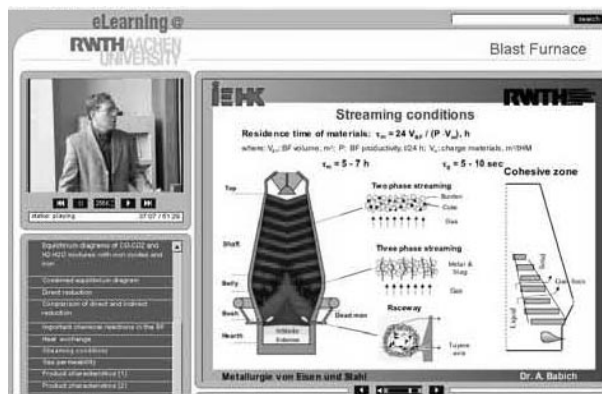 eLearning @
RWTH AACHEN
UNIVERSITY
search
Blast Furnace
stator playing
07:07 / 61:29
Equilibrium diagrams of CO-CO2 and
H2-H2O mixtures with iron oxides and
iron
Combined equilibrium diagram
Direct reduction
Comparison of direct and indirect
reduction
Important chemical reactions in the BF
Heat exchange
Streaming conditions
Gas permeability
Product characteristics (1)
Product characteristics (2)
IEHK
RWTH
Streaming conditions
Residence time of materials: τm = 24 VBF / (P · Vm), h
where: VBF: BF volume, m³; P: BF productivity, t/24 h; Vm: charge materials, m³/tHM
τm = 5 - 7 h
τg = 5 - 10 sec
Cohesive zone
Top
Shaft
Belly
Bosh
Hearth
Dead man
Two phase streaming
Burden
Coke
Gas
Three phase streaming
Metal &
Slag
Gas
Raceway
Tuyere
axis
Solid
Liquid
Metallurgie von Eisen und Stahl
Dr. A. Babich